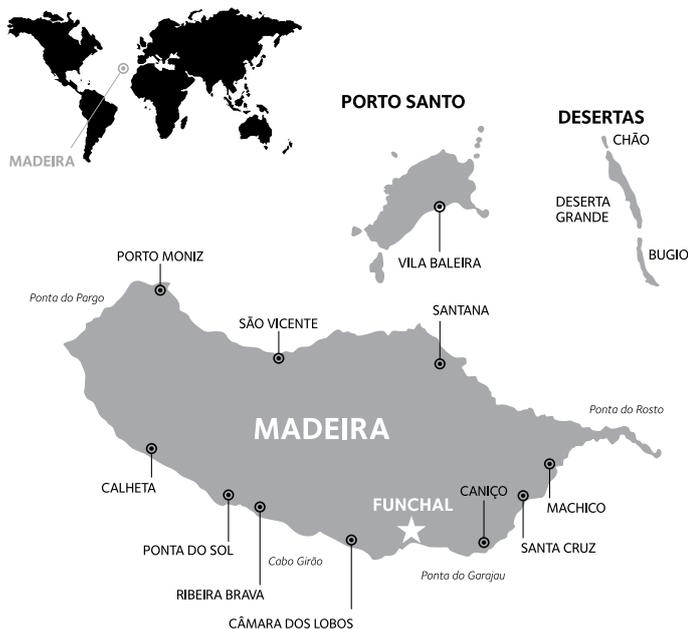 MADEIRA
PORTO SANTO
VILA BALEIRA
DESERTAS
CHÃO
DESERTA
GRANDE
BUGIO
PORTO MONIZ
Ponta do Pargo
SÃO VICENTE
SANTANA
MADEIRA
Ponta do Rosto
CALHETA
FUNCHAL
CANIÇO
MACHICO
PONTA DO SOL
Cabo Girão
Ponta do Garajau
SANTA CRUZ
RIBEIRA BRAVA
CÂMARA DOS LOBOS